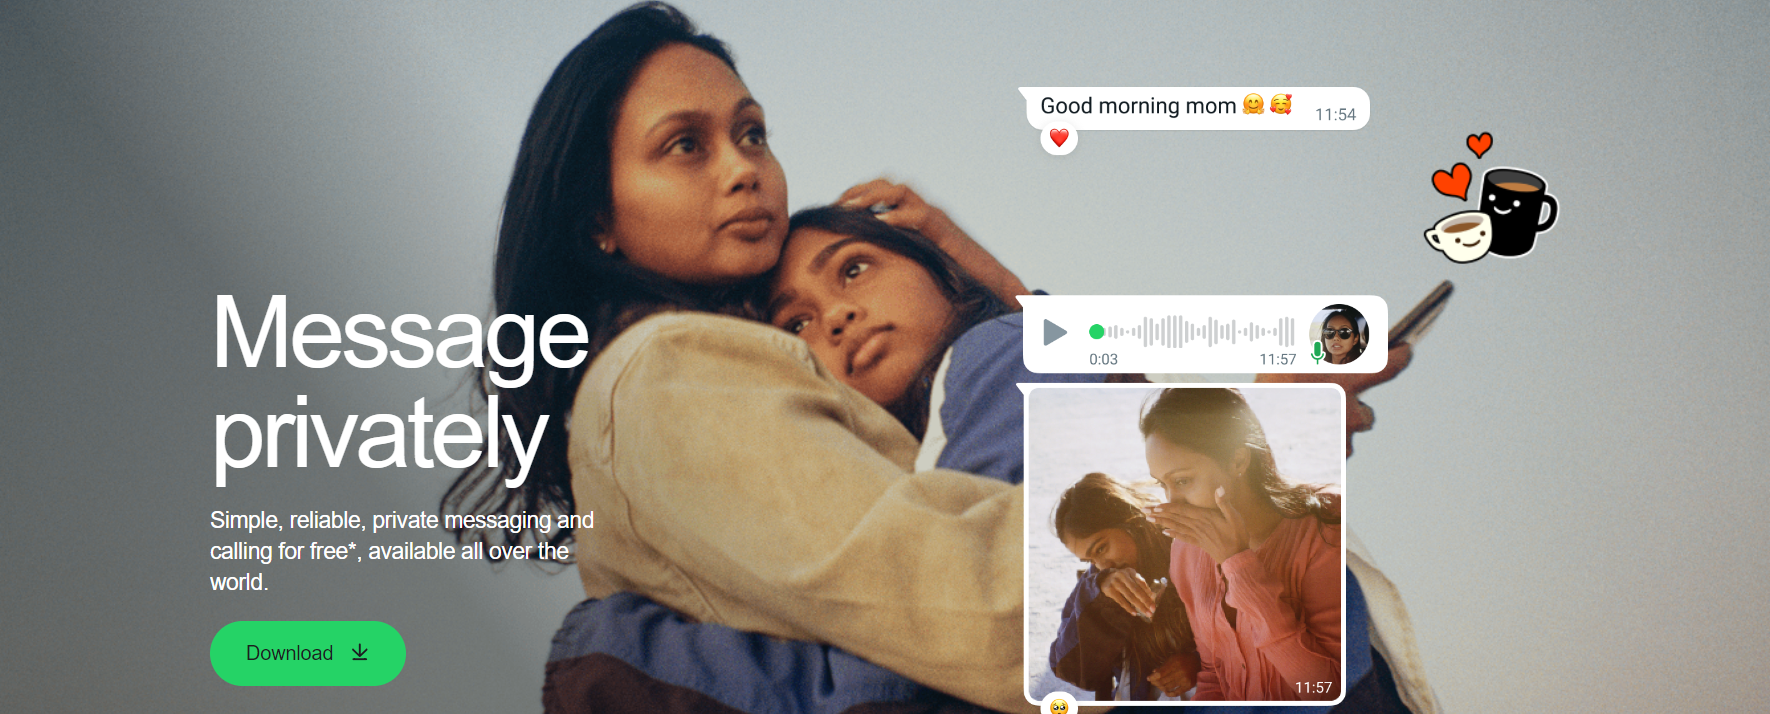 Good morning mom 🤗 🥰 11:54
Message
privately
0:03 11:57
Simple, reliable, private messaging and
calling for free*, available all over the
world.
Download
11:57